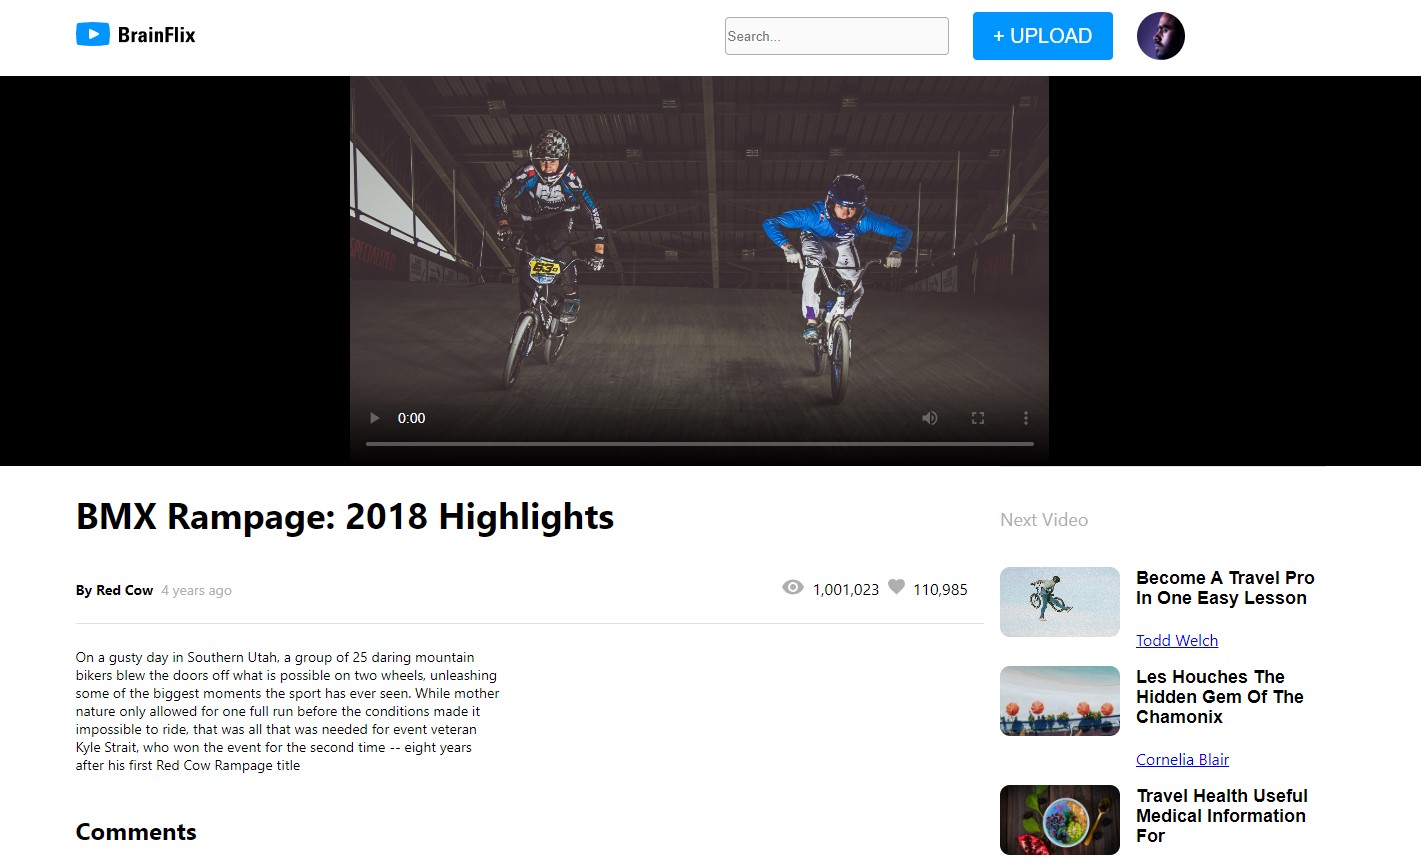 BrainFlix
Search...
+ UPLOAD
SPECIALIZED
0:00
BMX Rampage: 2018 Highlights
By Red Cow 4 years ago
1,001,023 110,985
On a gusty day in Southern Utah, a group of 25 daring mountain
bikers blew the doors off what is possible on two wheels, unleashing
some of the biggest moments the sport has ever seen. While mother
nature only allowed for one full run before the conditions made it
impossible to ride, that was all that was needed for event veteran
Kyle Strait, who won the event for the second time -- eight years
after his first Red Cow Rampage title
Comments
Next Video
Become A Travel Pro
In One Easy Lesson
Todd Welch
Les Houches The
Hidden Gem Of The
Chamonix
Cornelia Blair
Travel Health Useful
Medical Information
For